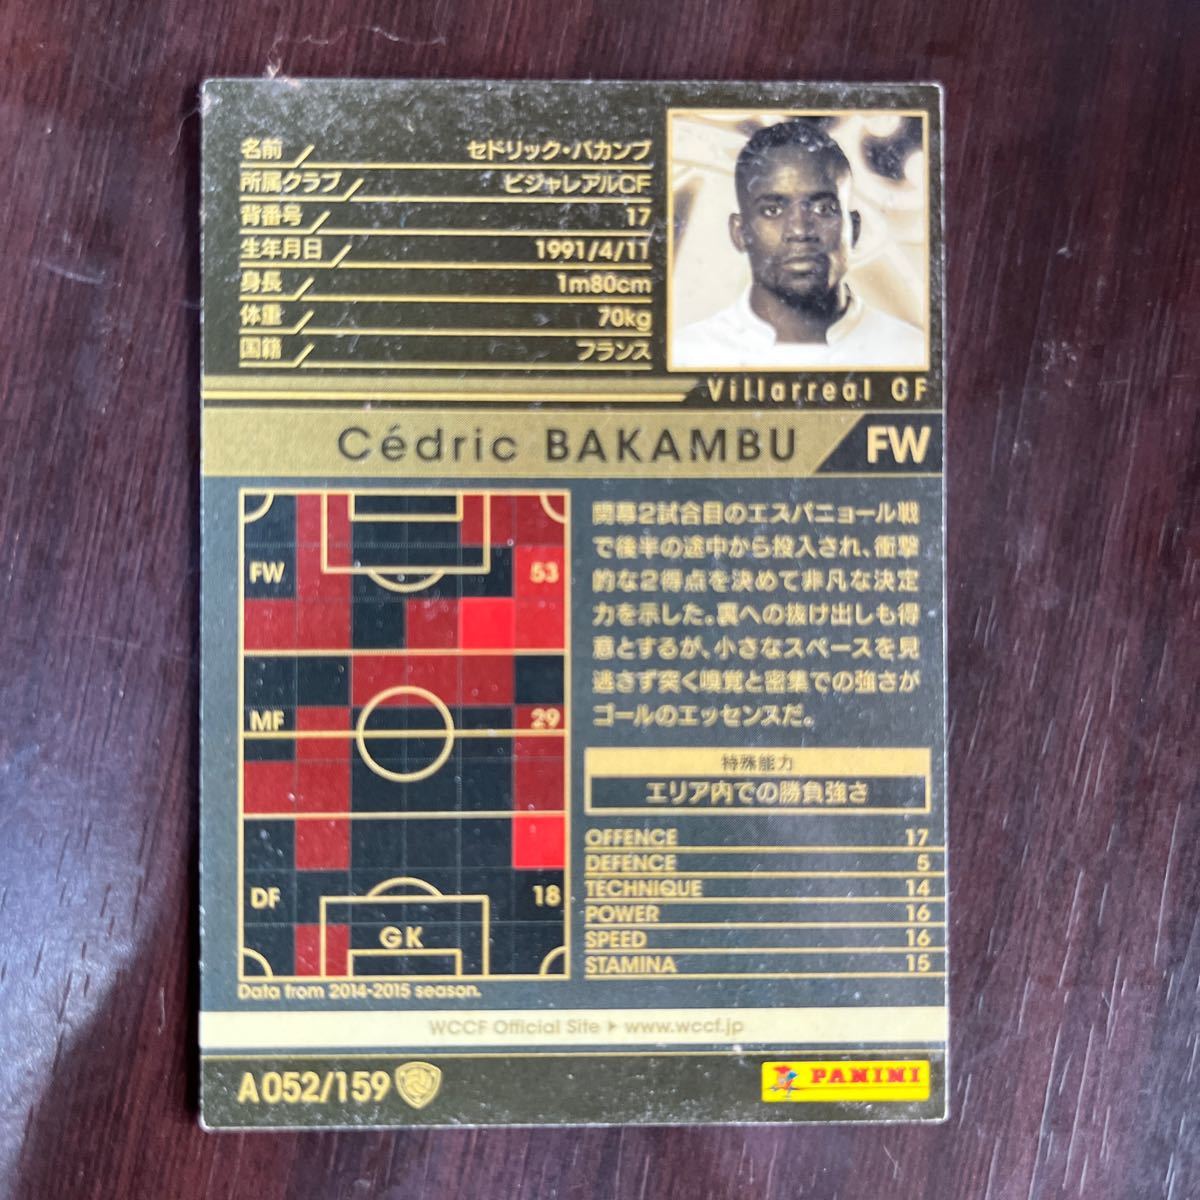 名前 セドリック・バカンブ
所属クラブ ビジャレアルCF
背番号 17
生年月日 1991/4/11
身長 1m80cm
体重 70kg
国籍 フランス
Villarreal CF
Cédric BAKAMBU FW
FW 53
MF 29
DF 18
GK
Data from 2014-2015 season.
開幕2試合目のエスパニョール戦
で後半の途中から投入され、衝撃
的な2得点を決めて非凡な決定
力を示した。裏への抜け出しも得
意とするが、小さなスペースを見
逃さず突く嗅覚と密集での強さが
ゴールのエッセンスだ。
特殊能力
エリア内での勝負強さ
OFFENCE 17
DEFENCE 5
TECHNIQUE 14
POWER 16
SPEED 16
STAMINA 15
WCCF Official Site ▶ www.wccf.jp
A052/159
PANINI